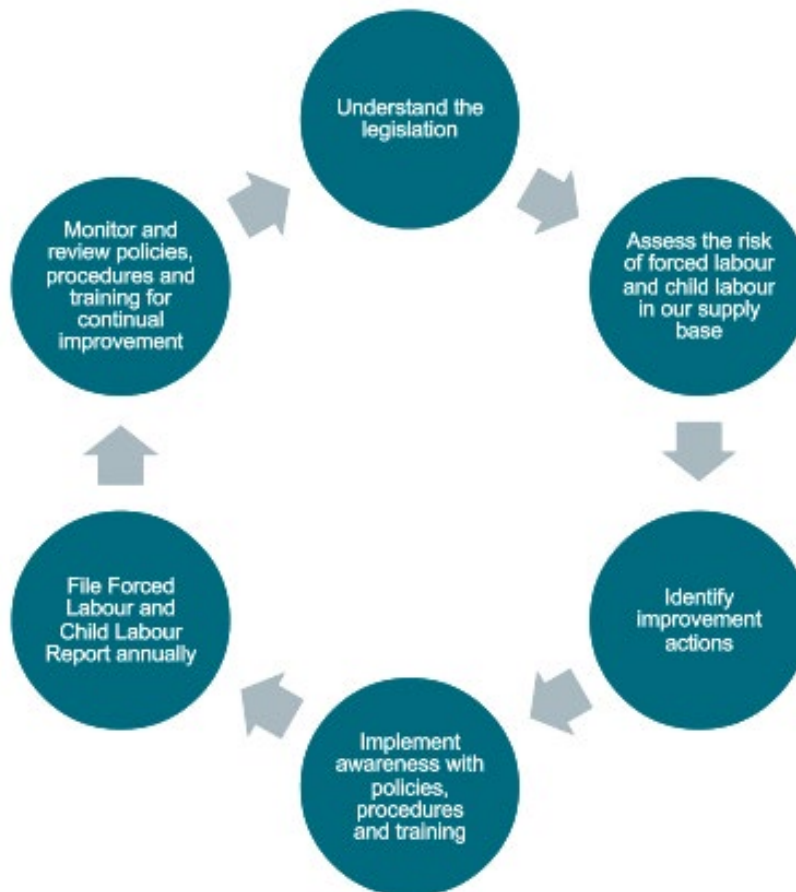 Understand the
legislation
Assess the risk
of forced labour
and child labour
in our supply
base
Identify
improvement
actions
Implement
awareness with
policies,
procedures
and training
File Forced
Labour and
Child Labour
Report annually
Monitor and
review policies,
procedures and
training for
continual
improvement